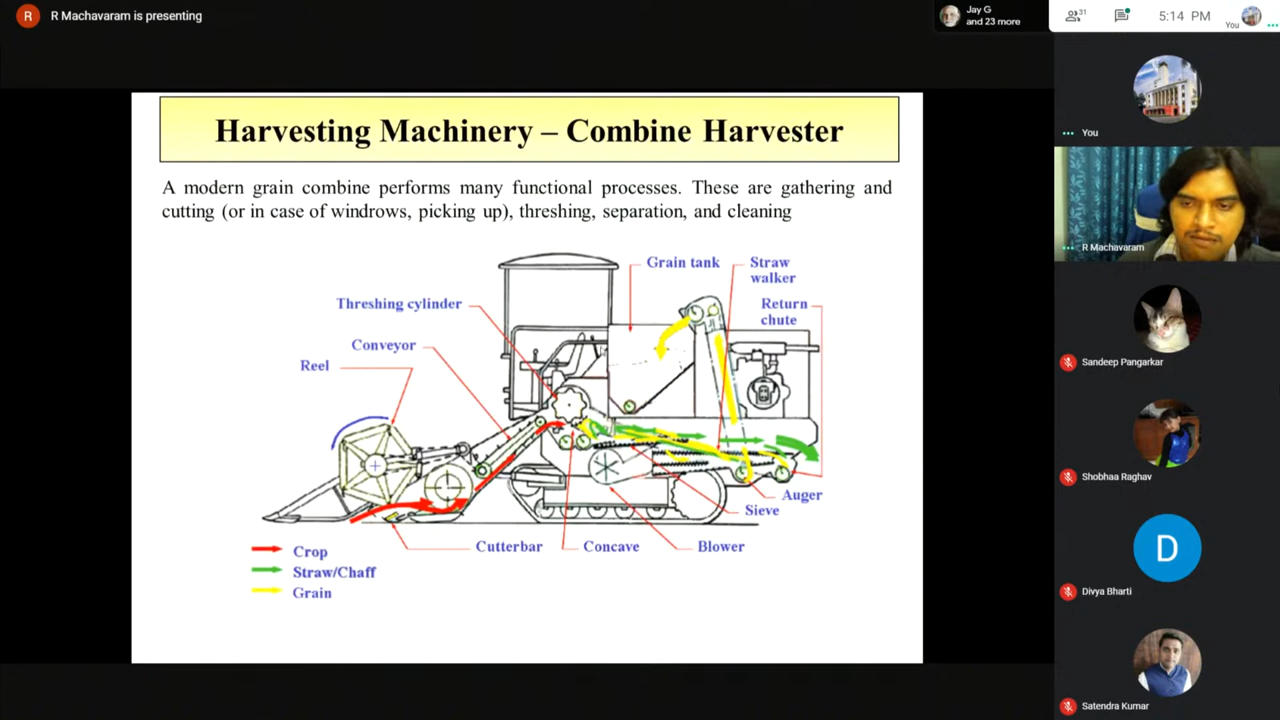 R
R Machavaram is presenting
Jay G
and 23 more
31
5:14 PM
You
Harvesting Machinery – Combine Harvester
A modern grain combine performs many functional processes. These are gathering and
cutting (or in case of windrows, picking up), threshing, separation, and cleaning
Grain tank
Straw
walker
Threshing cylinder
Return
chute
Conveyor
Reel
Auger
Sieve
Cutterbar
Concave
Blower
Crop
Straw/Chaff
Grain
You
R Machavaram
Sandeep Pangarkar
Shobhaa Raghav
D
Divya Bharti
Satendra Kumar